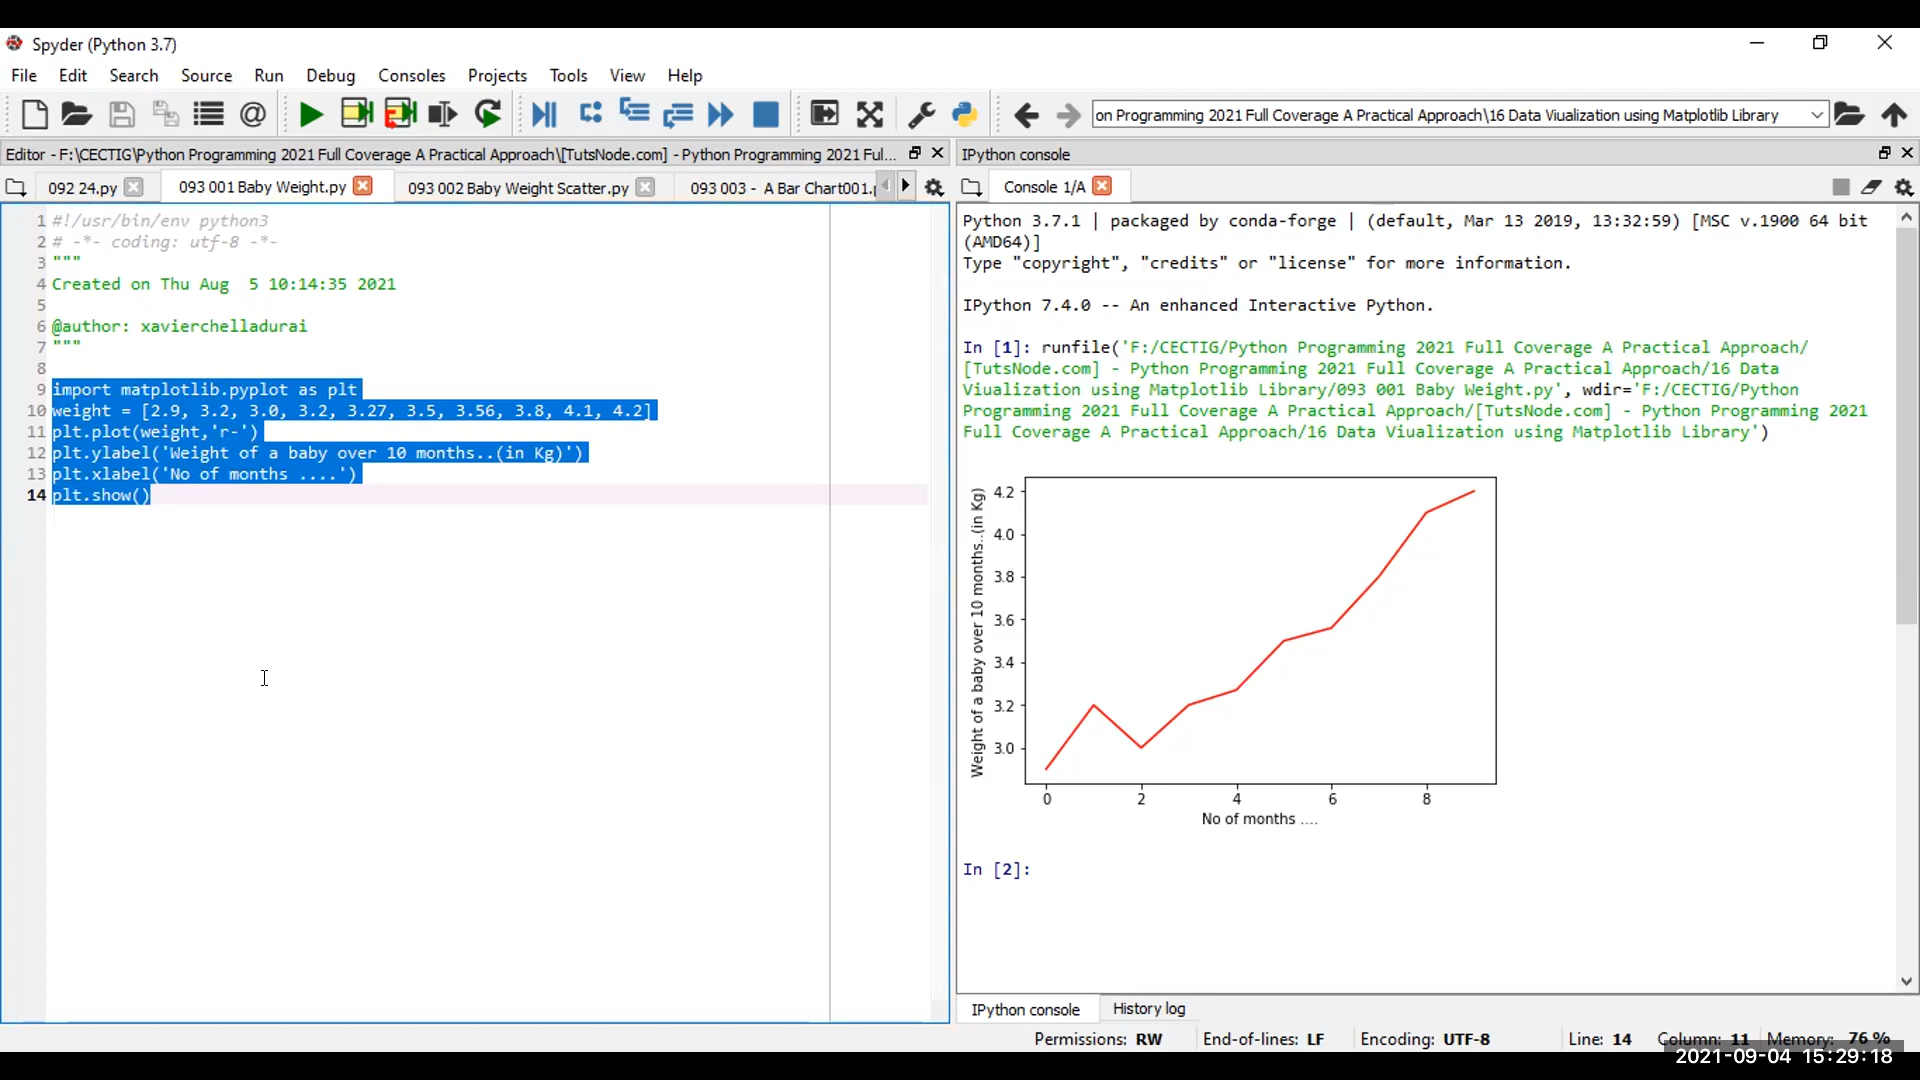 Spyder (Python 3.7)
File Edit Search Source Run Debug Consoles Projects Tools View Help
on Programming 2021 Full Coverage A Practical Approach\16 Data Viualization using Matplotlib Library
Editor - F:\CECTIG\Python Programming 2021 Full Coverage A Practical Approach\[TutsNode.com] - Python Programming 2021 Ful...
092 24.py 093 001 Baby Weight.py 093 002 Baby Weight Scatter.py 093 003 - A Bar Chart001.
1 #!/usr/bin/env python3
2 # -*- coding: utf-8 -*-
3 """
4 Created on Thu Aug  5 10:14:35 2021
5
6 @author: xavierchelladurai
7 """
8
9 import matplotlib.pyplot as plt
10 weight = [2.9, 3.2, 3.0, 3.2, 3.27, 3.5, 3.56, 3.8, 4.1, 4.2]
11 plt.plot(weight,'r-')
12 plt.ylabel('Weight of a baby over 10 months..(in Kg)')
13 plt.xlabel('No of months ....')
14 plt.show()
IPython console
Console 1/A
Python 3.7.1 | packaged by conda-forge | (default, Mar 13 2019, 13:32:59) [MSC v.1900 64 bit
(AMD64)]
Type "copyright", "credits" or "license" for more information.
IPython 7.4.0 -- An enhanced Interactive Python.
In [1]: runfile('F:/CECTIG/Python Programming 2021 Full Coverage A Practical Approach/
[TutsNode.com] - Python Programming 2021 Full Coverage A Practical Approach/16 Data
Viualization using Matplotlib Library/093 001 Baby Weight.py', wdir='F:/CECTIG/Python
Programming 2021 Full Coverage A Practical Approach/[TutsNode.com] - Python Programming 2021
Full Coverage A Practical Approach/16 Data Viualization using Matplotlib Library')
Weight of a baby over 10 months..(in Kg)
4.2
4.0
3.8
3.6
3.4
3.2
3.0
0 2 4 6 8
No of months ....
In [2]:
IPython console History log
Permissions: RW End-of-lines: LF Encoding: UTF-8 Line: 14 Column: 11 Memory: 76 %
2021-09-04 15:29:18